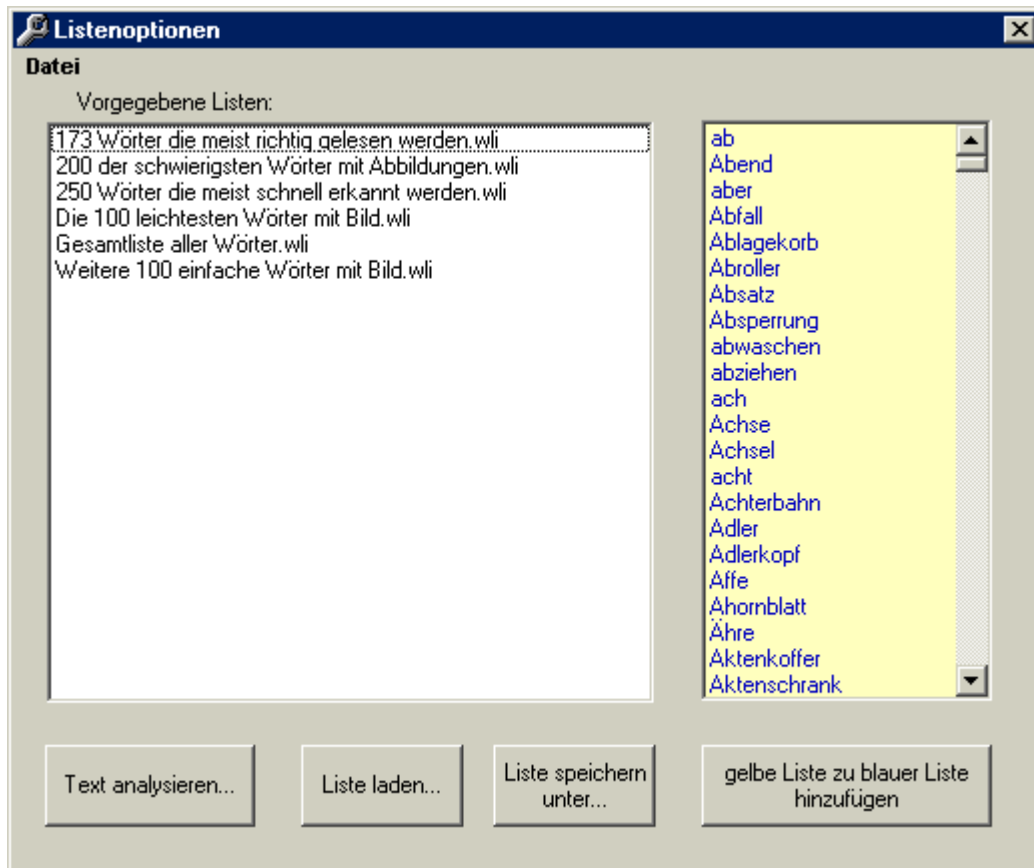 Listenoptionen
Datei
Vorgegebene Listen:
173 Wörter die meist richtig gelesen werden.wli
200 der schwierigsten Wörter mit Abbildungen.wli
250 Wörter die meist schnell erkannt werden.wli
Die 100 leichtesten Wörter mit Bild.wli
Gesamtliste aller Wörter.wli
Weitere 100 einfache Wörter mit Bild.wli
ab
Abend
aber
Abfall
Ablagekorb
Abroller
Absatz
Absperrung
abwaschen
abziehen
ach
Achse
Achsel
acht
Achterbahn
Adler
Adlerkopf
Affe
Ahornblatt
Ähre
Aktenkoffer
Aktenschrank
Text analysieren...
Liste laden...
Liste speichern
unter...
gelbe Liste zu blauer Liste
hinzufügen